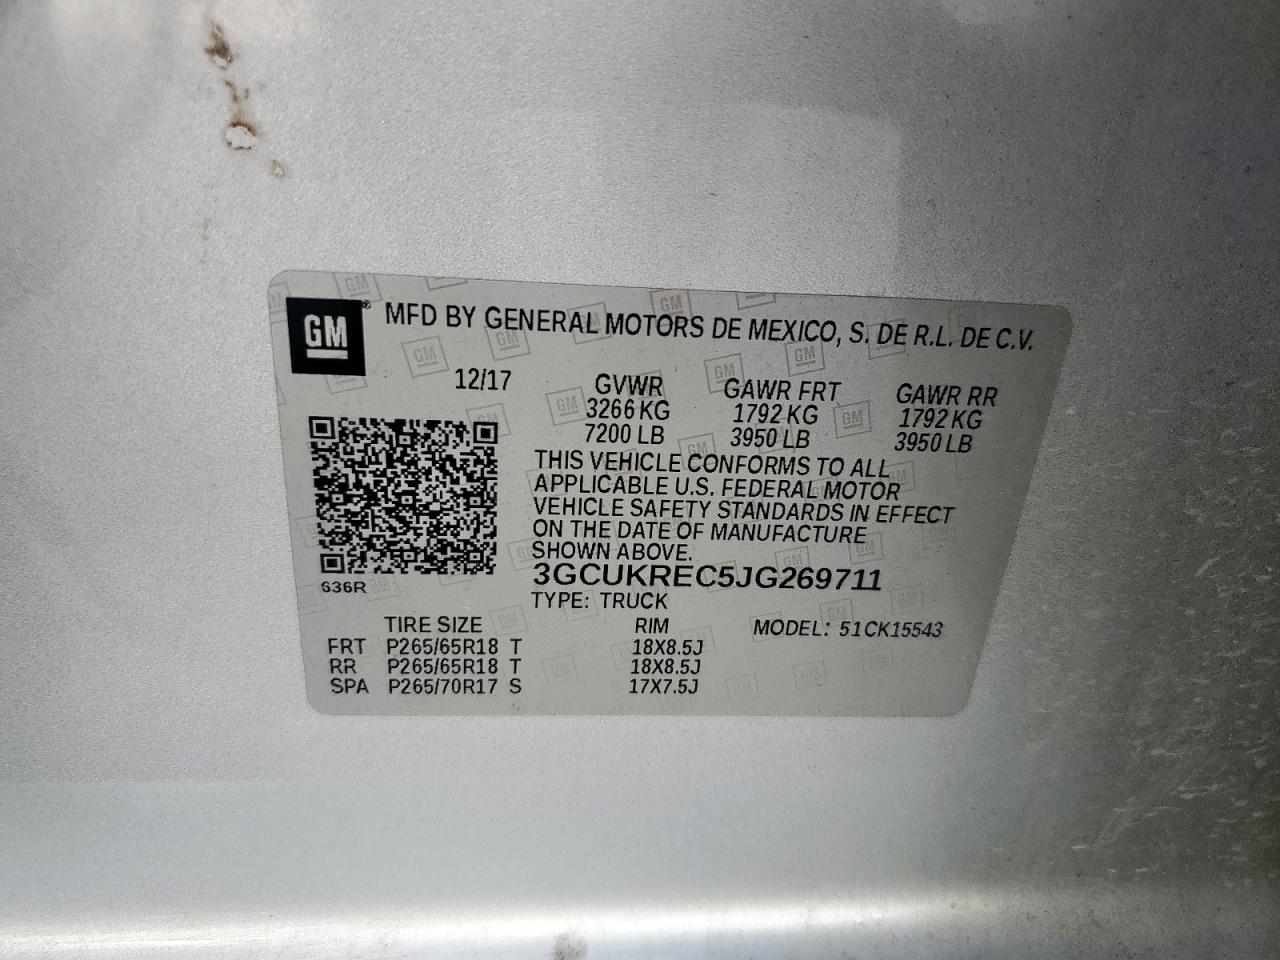 GM® MFD BY GENERAL MOTORS DE MEXICO, S. DE R.L. DE C.V.
12/17 GVWR GAWR FRT GAWR RR
3266 KG 1792 KG 1792 KG
7200 LB 3950 LB 3950 LB
THIS VEHICLE CONFORMS TO ALL
APPLICABLE U.S. FEDERAL MOTOR
VEHICLE SAFETY STANDARDS IN EFFECT
ON THE DATE OF MANUFACTURE
SHOWN ABOVE.
636R 3GCUKREC5JG269711
TYPE: TRUCK
TIRE SIZE RIM MODEL: 51CK15543
FRT P265/65R18 T 18X8.5J
RR P265/65R18 T 18X8.5J
SPA P265/70R17 S 17X7.5J